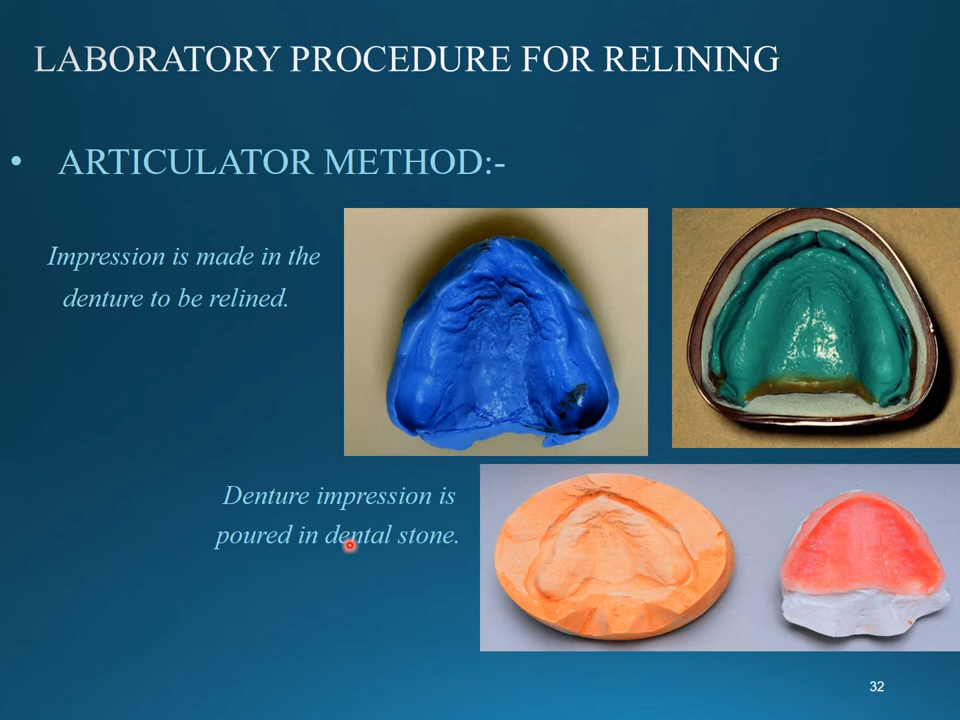 LABORATORY PROCEDURE FOR RELINING
• ARTICULATOR METHOD:-
Impression is made in the
denture to be relined.
Denture impression is
poured in dental stone.
32